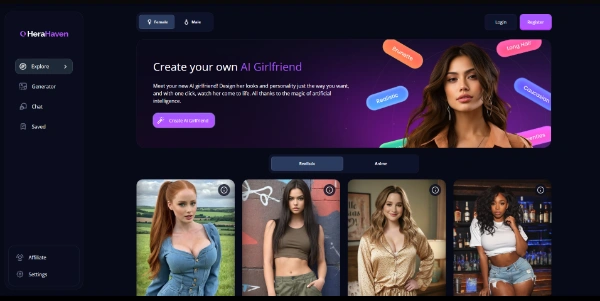 HeraHaven
Female
Male
Login
Register
Explore
Generator
Chat
Saved
Create your own AI Girlfriend
Meet your new AI girlfriend! Design her looks and personality just the way you want,
and with one click, watch her come to life. All thanks to the magic of artificial
intelligence.
Create AI Girlfriend
Brunette
Long Hair
Realistic
Caucasian
Realistic
Anime
Affiliate
Settings